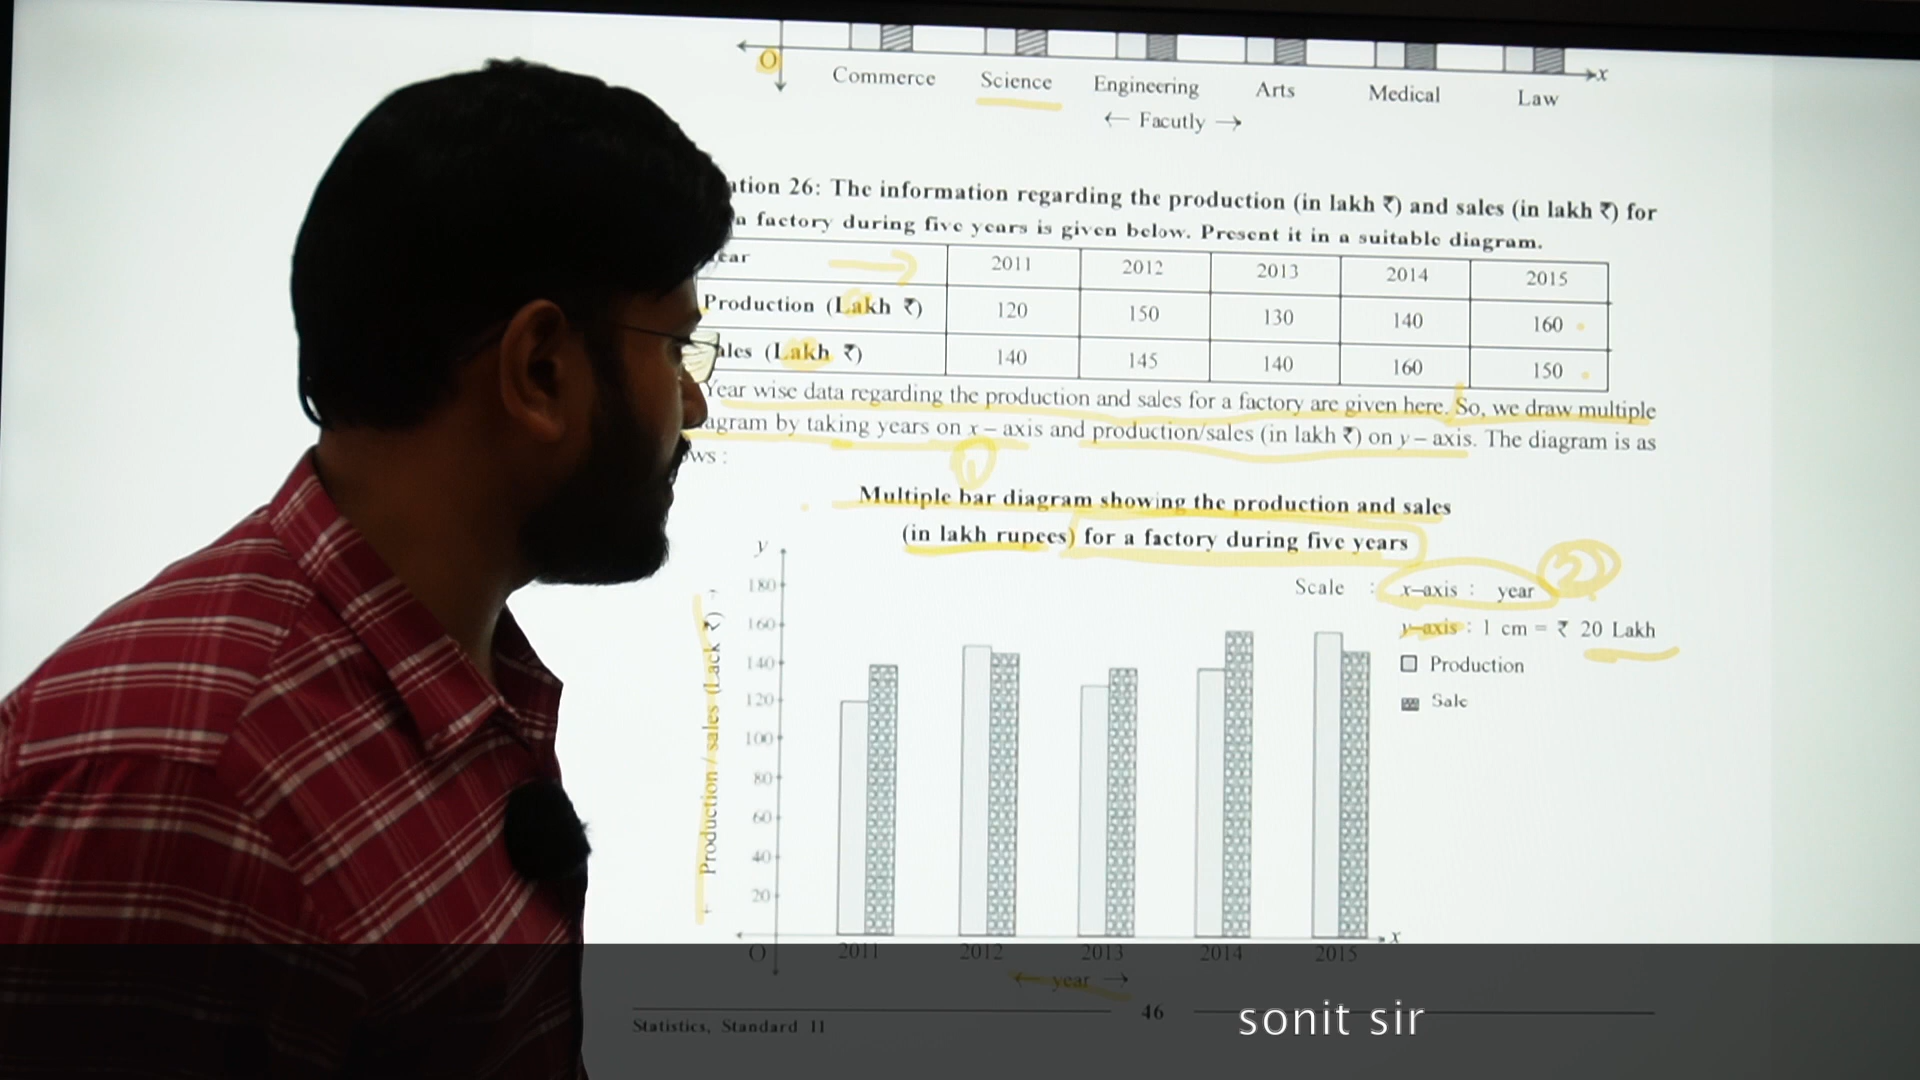 O
x
Commerce Science Engineering Arts Medical Law
← Facutly →
ation 26: The information regarding the production (in lakh ₹) and sales (in lakh ₹) for
a factory during five years is given below. Present it in a suitable diagram.
ear 2011 2012 2013 2014 2015
Production (Lakh ₹) 120 150 130 140 160
ales (Lakh ₹) 140 145 140 160 150
Year wise data regarding the production and sales for a factory are given here. So, we draw multiple
agram by taking years on x – axis and production/sales (in lakh ₹) on y – axis. The diagram is as
ows :
1
Multiple bar diagram showing the production and sales
(in lakh rupees) for a factory during five years
y
Scale : x–axis : year 2
y–axis : 1 cm = ₹ 20 Lakh
Production
Sale
← Production / sales (Lack ₹) →
180
160
140
120
100
80
60
40
20
O
x
2011 2012 2013 2014 2015
← year →
46
Statistics, Standard 11
sonit sir